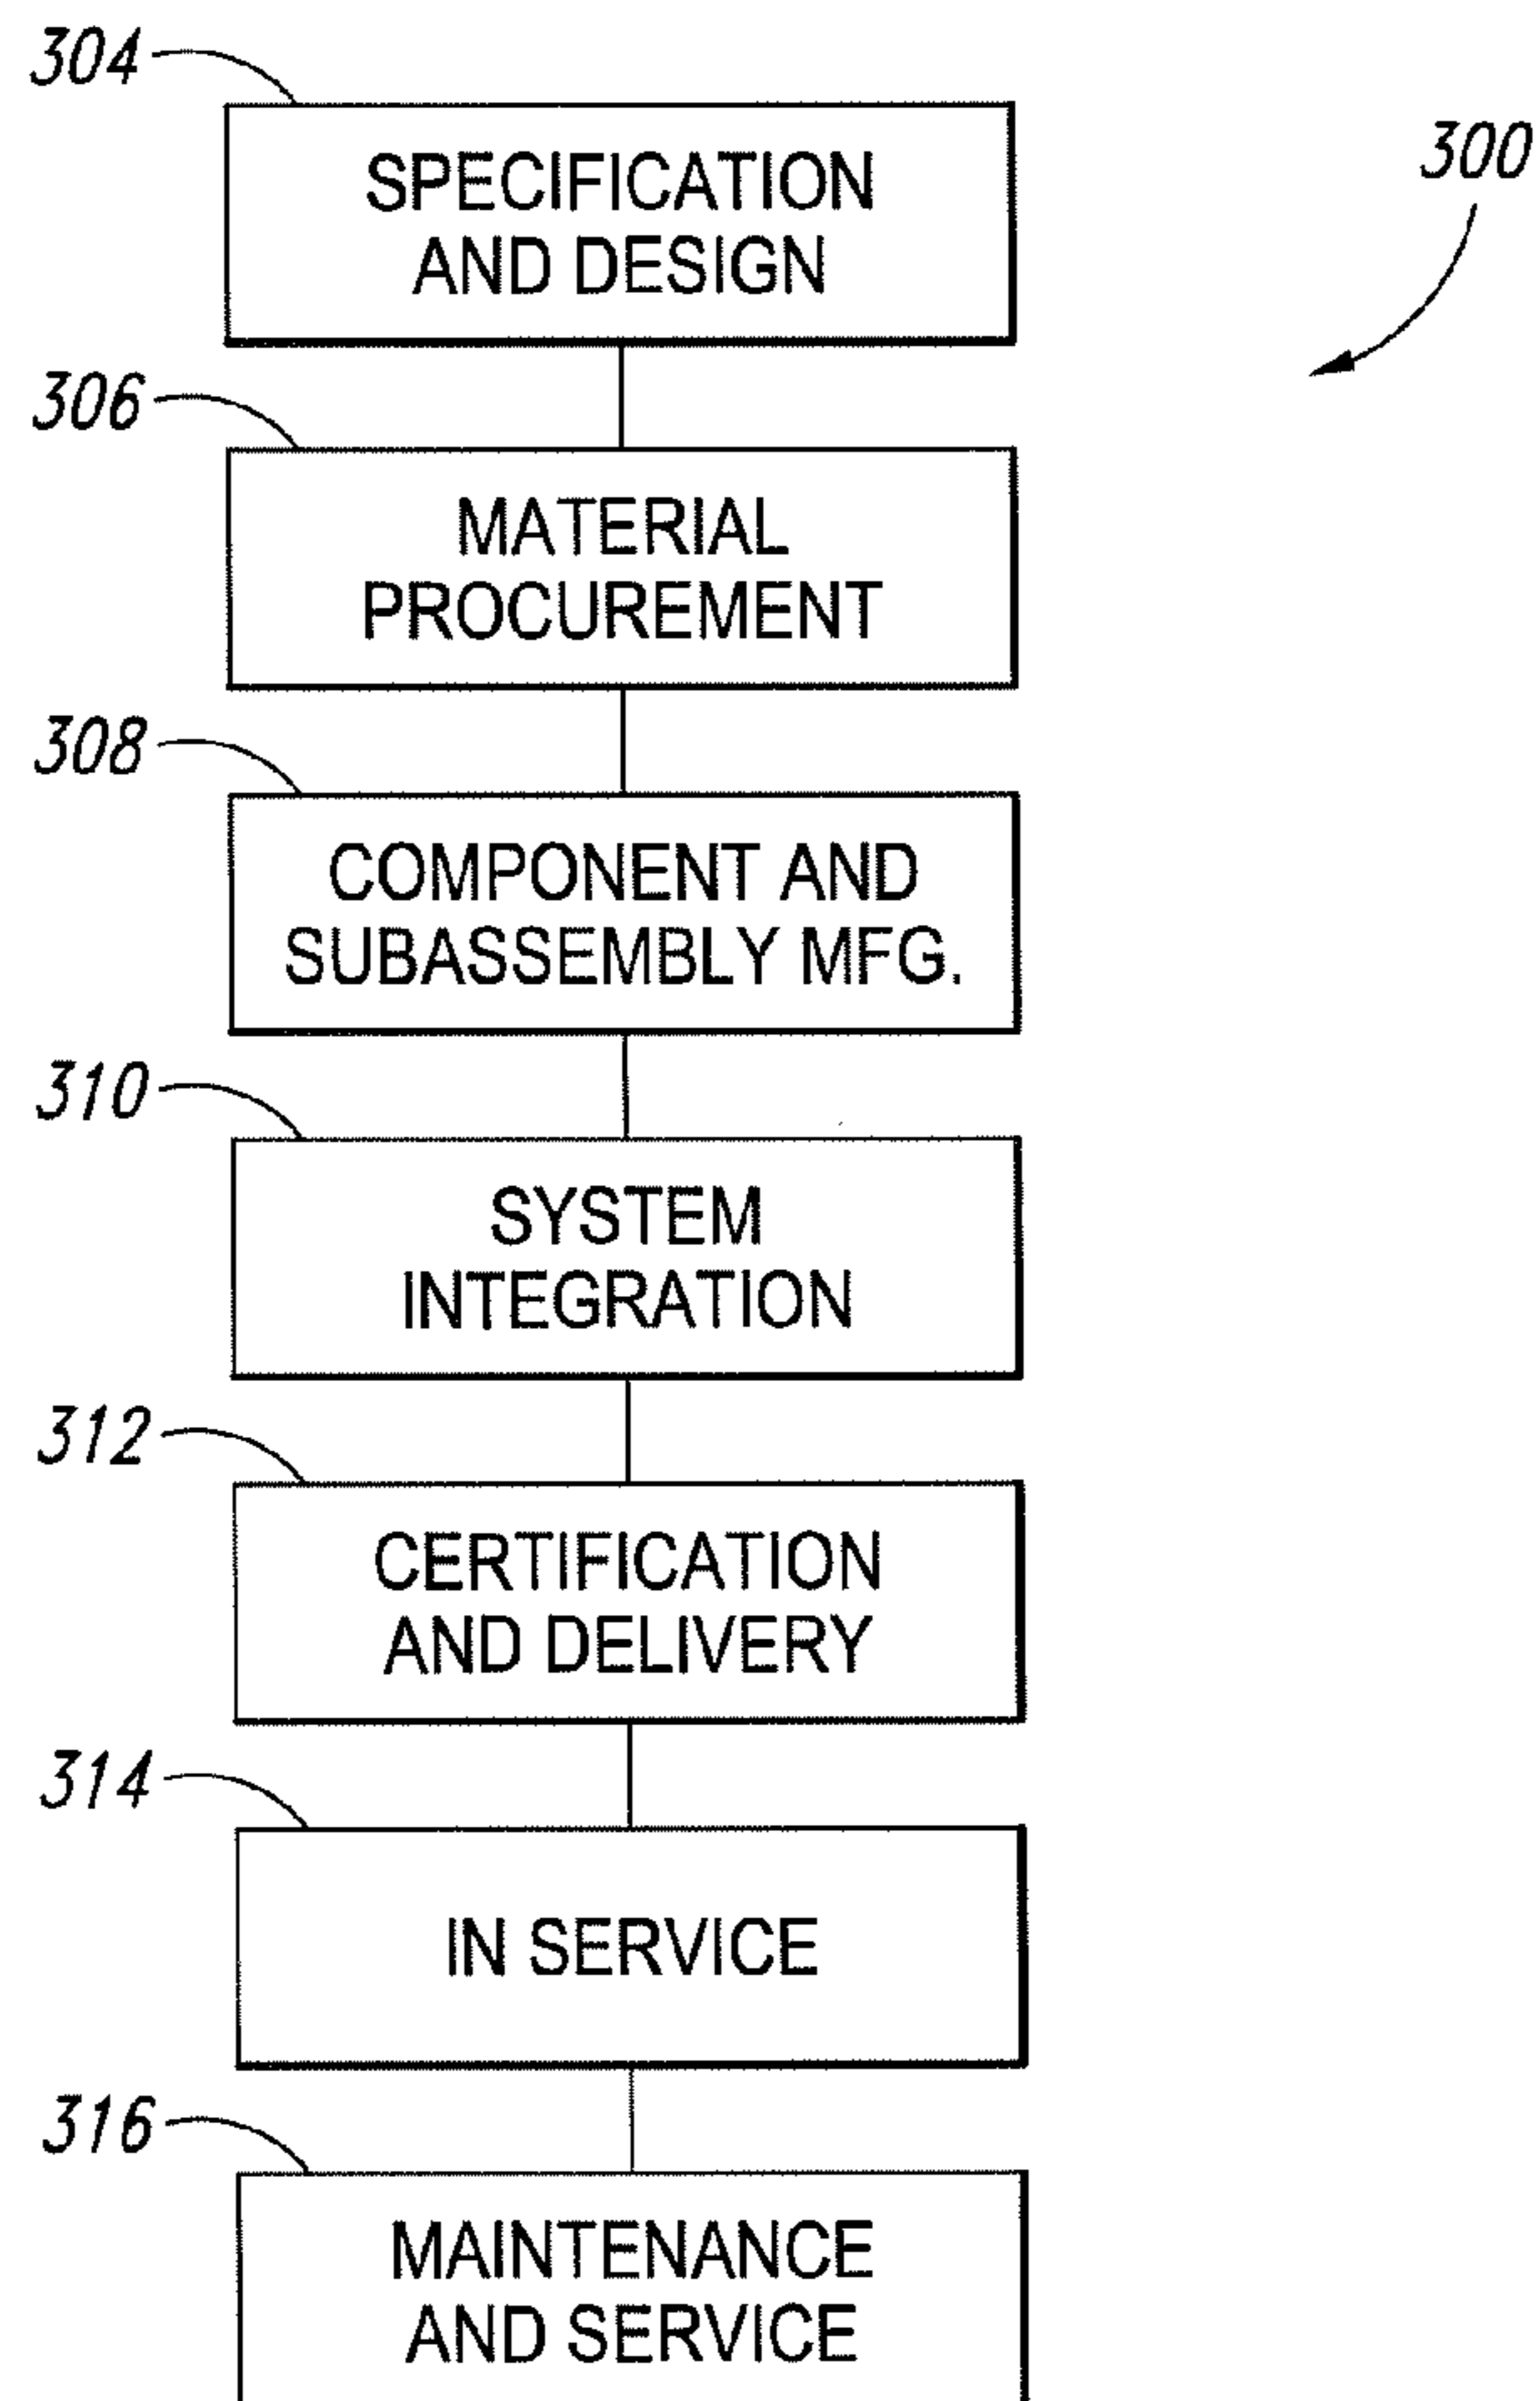 304
SPECIFICATION
AND DESIGN
300
306
MATERIAL
PROCUREMENT
308
COMPONENT AND
SUBASSEMBLY MFG.
310
SYSTEM
INTEGRATION
312
CERTIFICATION
AND DELIVERY
314
IN SERVICE
316
MAINTENANCE
AND SERVICE